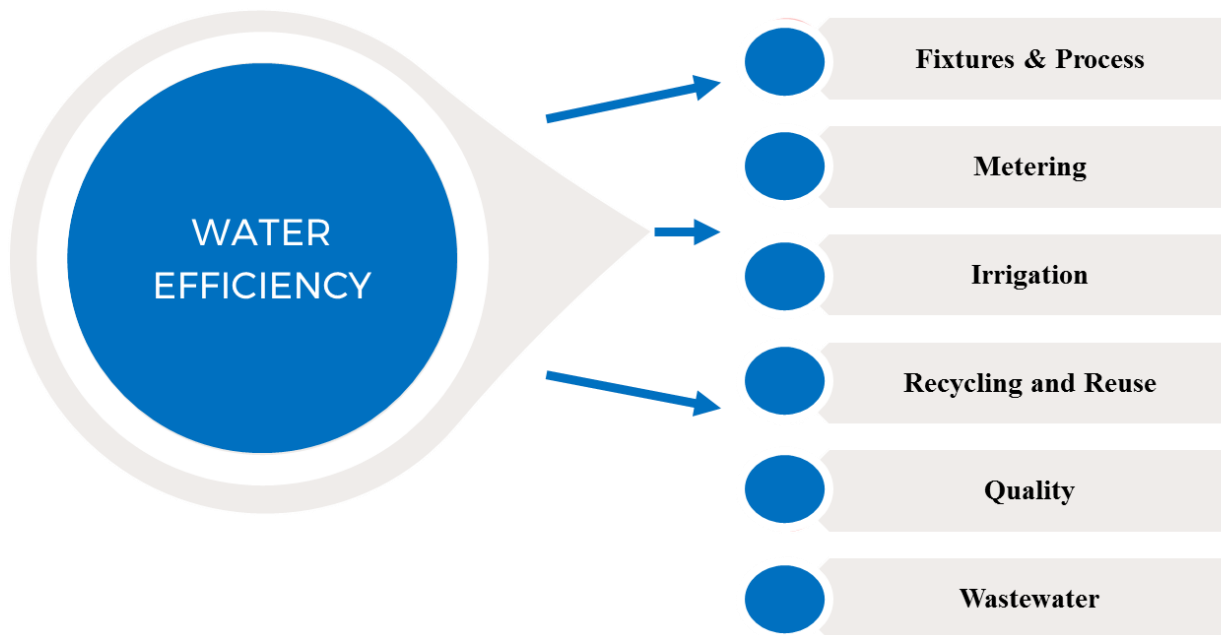 WATER
EFFICIENCY
Fixtures & Process
Metering
Irrigation
Recycling and Reuse
Quality
Wastewater